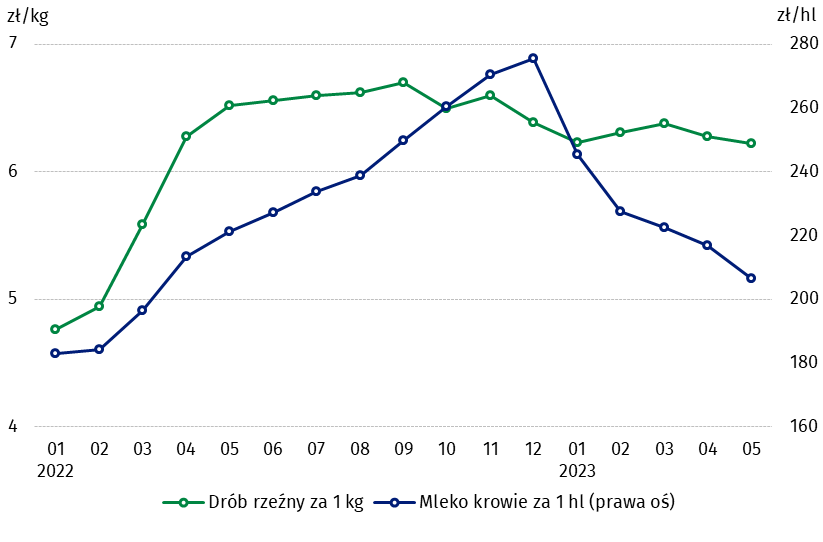 zł/kg zł/hl
7 280
260
6 240
220
5 200
180
4 160
01 02 03 04 05 06 07 08 09 10 11 12 01 02 03 04 05
2022 2023
Drób rzeźny za 1 kg Mleko krowie za 1 hl (prawa oś)